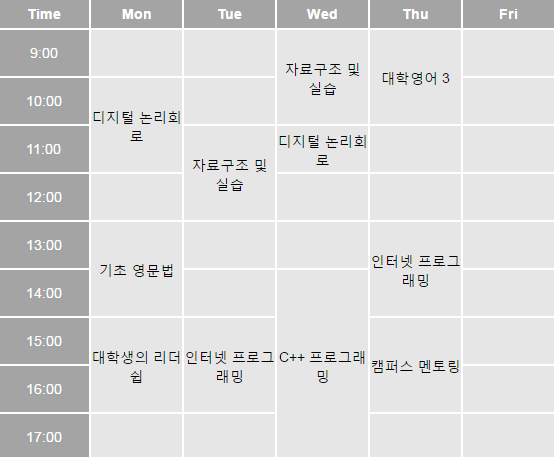 Time Mon Tue Wed Thu Fri
9:00
자료구조 및
실습
대학영어 3
10:00
디지털 논리회
로
11:00
자료구조 및
실습
디지털 논리회
로
12:00
13:00
기초 영문법
인터넷 프로그
래밍
14:00
15:00
대학생의 리더
쉽
인터넷 프로그
래밍
C++ 프로그래
밍
캠퍼스 멘토링
16:00
17:00